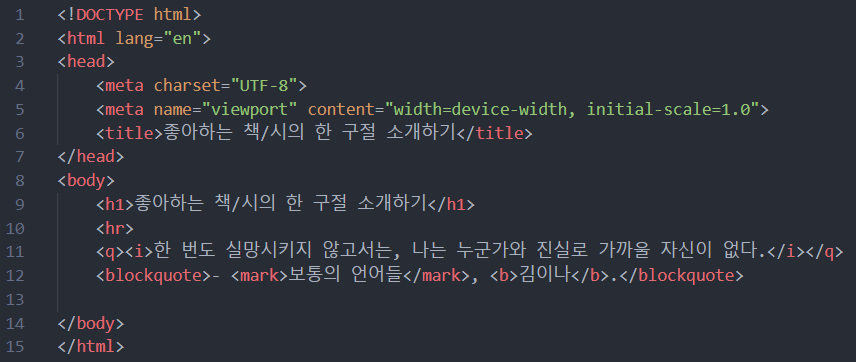 1 <!DOCTYPE html>
2 <html lang="en">
3 <head>
4     <meta charset="UTF-8">
5     <meta name="viewport" content="width=device-width, initial-scale=1.0">
6     <title>좋아하는 책/시의 한 구절 소개하기</title>
7 </head>
8 <body>
9     <h1>좋아하는 책/시의 한 구절 소개하기</h1>
10     <hr>
11     <q><i>한 번도 실망시키지 않고서는, 나는 누군가와 진실로 가까울 자신이 없다.</i></q>
12     <blockquote>- <mark>보통의 언어들</mark>, <b>김이나</b>.</blockquote>
13
14 </body>
15 </html>